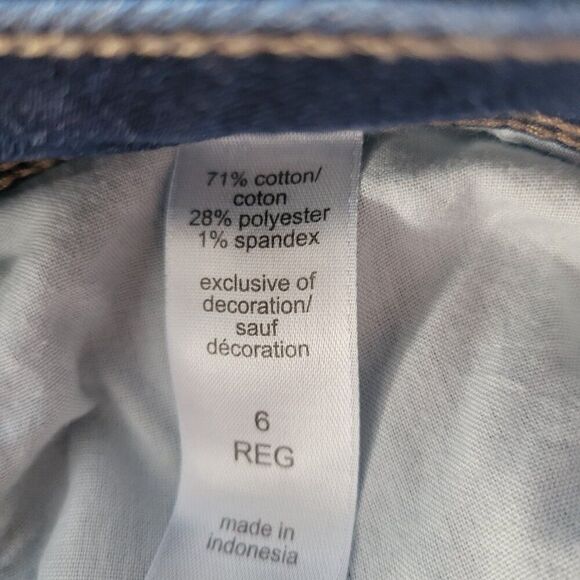 71% cotton/
coton
28% polyester
1% spandex
exclusive of
decoration/
sauf
décoration
6
REG
made in
indonesia